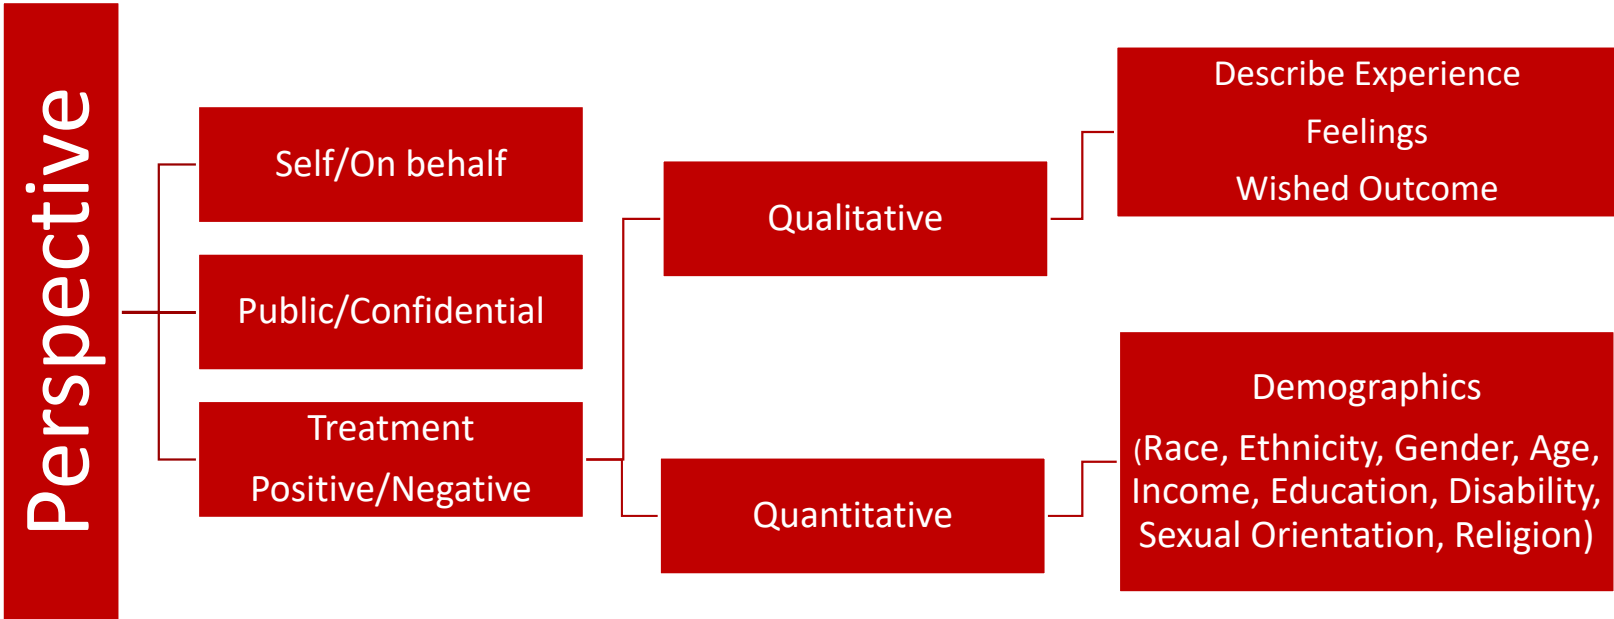 Perspective
Self/On behalf
Public/Confidential
Treatment
Positive/Negative
Qualitative
Quantitative
Describe Experience
Feelings
Wished Outcome
Demographics
(Race, Ethnicity, Gender, Age,
Income, Education, Disability,
Sexual Orientation, Religion)